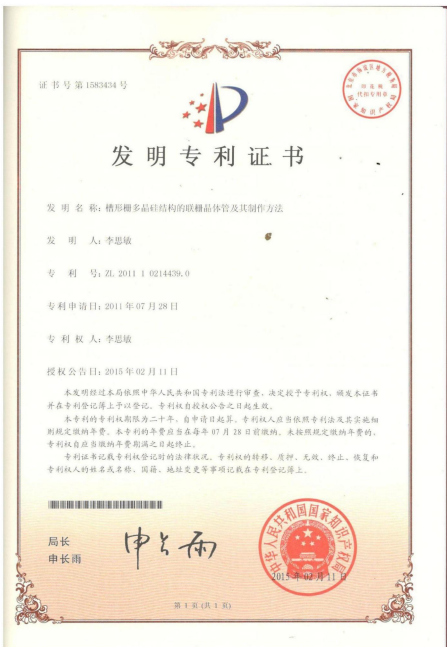 证书号第1583434号
发明专利证书
发 明 名 称：槽形栅多晶硅结构的联栅晶体管及其制作方法
发 明 人：李思敏
专 利 号：ZL 2011 1 0214439.0
专利申请日：2011年07月28日
专 利 权 人：李思敏
授权公告日：2015年02月11日
本发明经过本局依照中华人民共和国专利法进行审查，决定授予专利权，颁发本证书
并在专利登记簿上予以登记。专利权自授权公告之日起生效。
本专利的专利权期限为二十年，自申请日起算。专利权人应当依照专利法及其实施细
则规定缴纳年费。本专利的年费应当在每年07月28日前缴纳。未按照规定缴纳年费的，
专利权自应当缴纳年费期满之日起终止。
专利证书记载专利权登记时的法律状况。专利权的转移、质押、无效、终止、恢复和
专利权人的姓名或名称、国籍、地址变更等事项记载在专利登记簿上。
局长
申长雨
申长雨
中华人民共和国国家知识产权局
2015年02月11日
第1页(共1页)